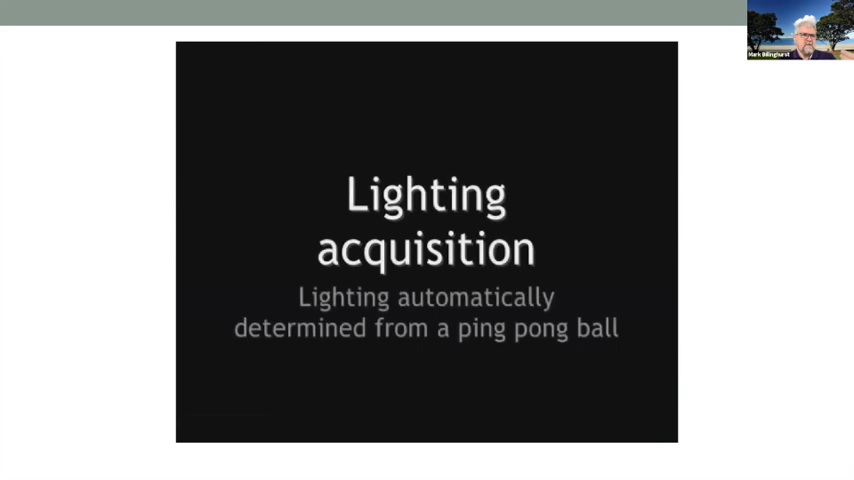 Mark Billinghurst
Lighting
acquisition
Lighting automatically
determined from a ping pong ball